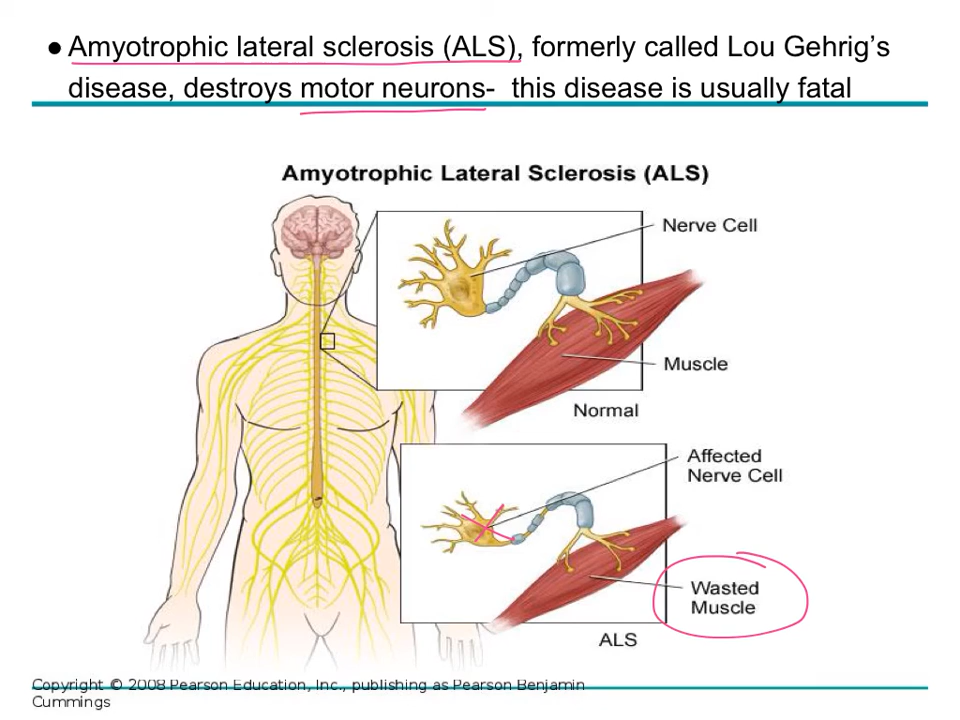 ● Amyotrophic lateral sclerosis (ALS), formerly called Lou Gehrig’s
disease, destroys motor neurons-  this disease is usually fatal
Amyotrophic Lateral Sclerosis (ALS)
Nerve Cell
Muscle
Normal
Affected
Nerve Cell
Wasted
Muscle
ALS
Copyright © 2008 Pearson Education, Inc., publishing as Pearson Benjamin
Cummings